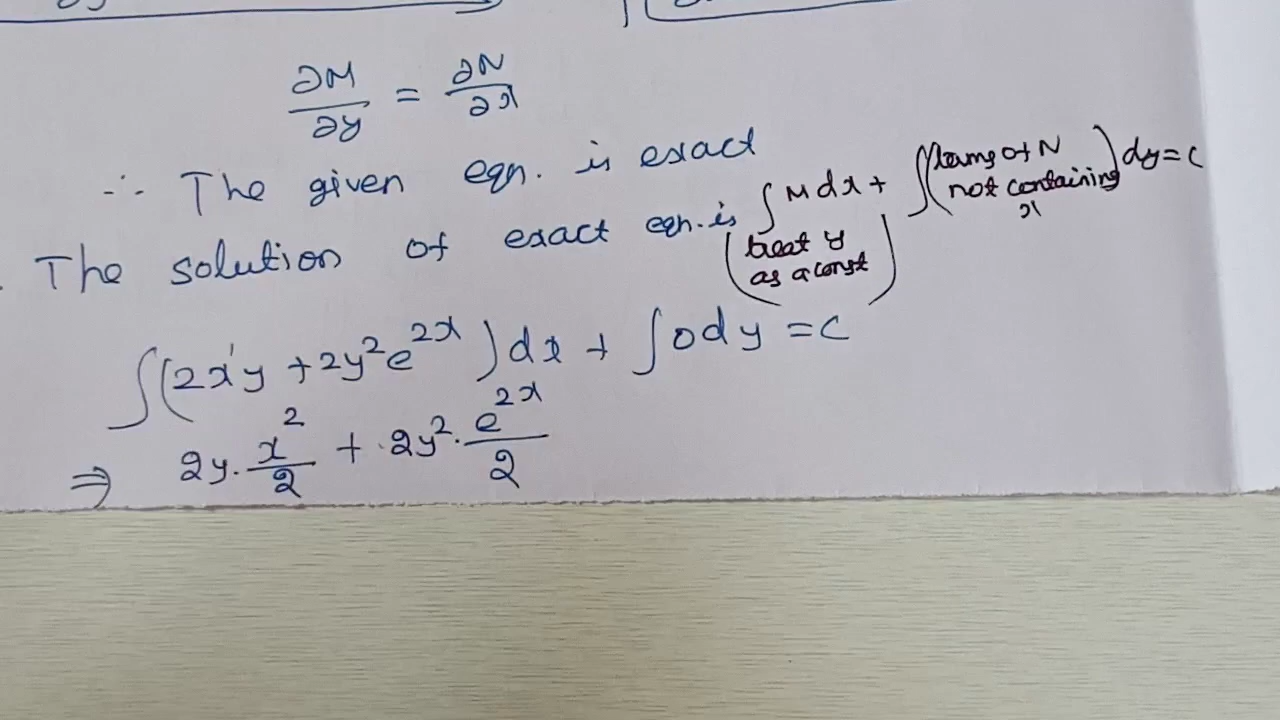 ∂M/∂y = ∂N/∂x
∴ The given eqn. is exact
The solution of exact eqn. is ∫ M dx + ∫ (terms of N not containing x) dy = c
(treat y as a const)
∫(2x¹y + 2y²e^{2x}) dx + ∫ 0 dy = c
⇒ 2y · x²/2 + 2y² · e^{2x}/2